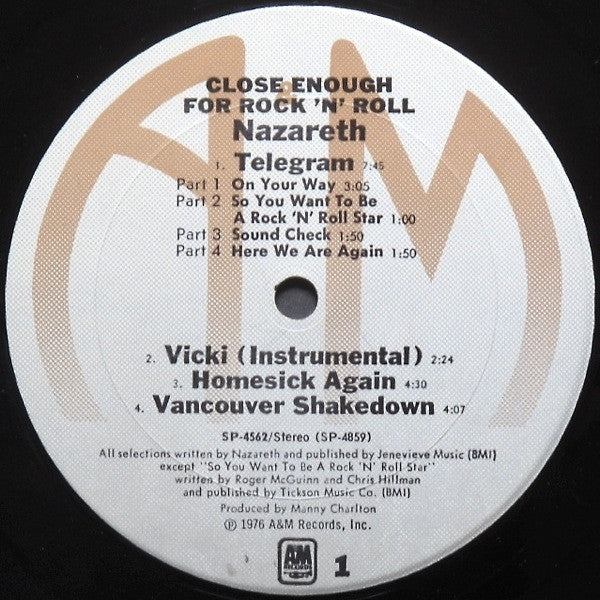 CLOSE ENOUGH
FOR ROCK 'N' ROLL
Nazareth
1. Telegram 7:45
Part 1 On Your Way 3:05
Part 2 So You Want To Be
A Rock 'N' Roll Star 1:00
Part 3 Sound Check 1:50
Part 4 Here We Are Again 1:50
2. Vicki (Instrumental) 2:24
3. Homesick Again 4:30
4. Vancouver Shakedown 4:07
SP-4562/Stereo (SP-4859)
All selections written by Nazareth and published by Jenevieve Music (BMI)
except "So You Want To Be A Rock 'N' Roll Star"
written by Roger McGuinn and Chris Hillman
and published by Tickson Music Co. (BMI)
Produced by Manny Charlton
℗ 1976 A&M Records, Inc.
A&M
RECORDS
1